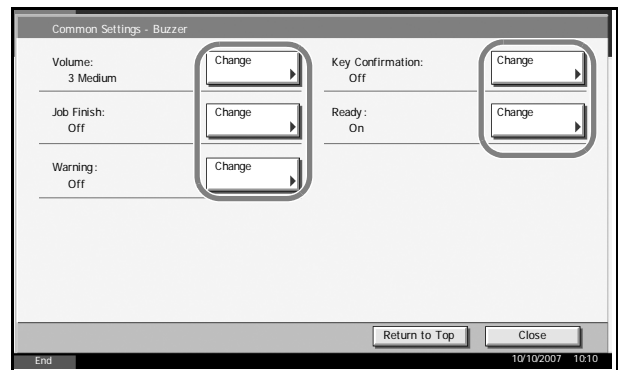 Common Settings - Buzzer
Volume:
3 Medium
Change
Key Confirmation:
Off
Change
Job Finish:
Off
Change
Ready:
On
Change
Warning:
Off
Change
Return to Top
Close
End
10/10/2007 10:10